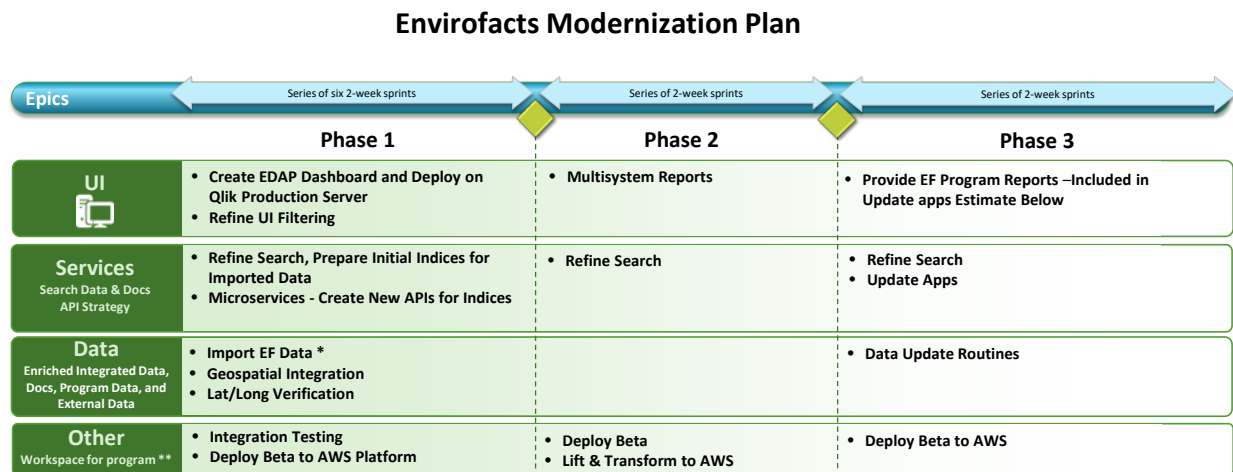 Envirofacts Modernization Plan
Epics
Series of six 2-week sprints
Series of 2-week sprints
Series of 2-week sprints
Phase 1
Phase 2
Phase 3
UI
• Create EDAP Dashboard and Deploy on
Qlik Production Server
• Refine UI Filtering
• Multisystem Reports
• Provide EF Program Reports –Included in
Update apps Estimate Below
Services
Search Data & Docs
API Strategy
• Refine Search, Prepare Initial Indices for
Imported Data
• Microservices - Create New APIs for Indices
• Refine Search
• Refine Search
• Update Apps
Data
Enriched Integrated Data,
Docs, Program Data, and
External Data
• Import EF Data *
• Geospatial Integration
• Lat/Long Verification
• Data Update Routines
Other
Workspace for program **
• Integration Testing
• Deploy Beta to AWS Platform
• Deploy Beta
• Lift & Transform to AWS
• Deploy Beta to AWS